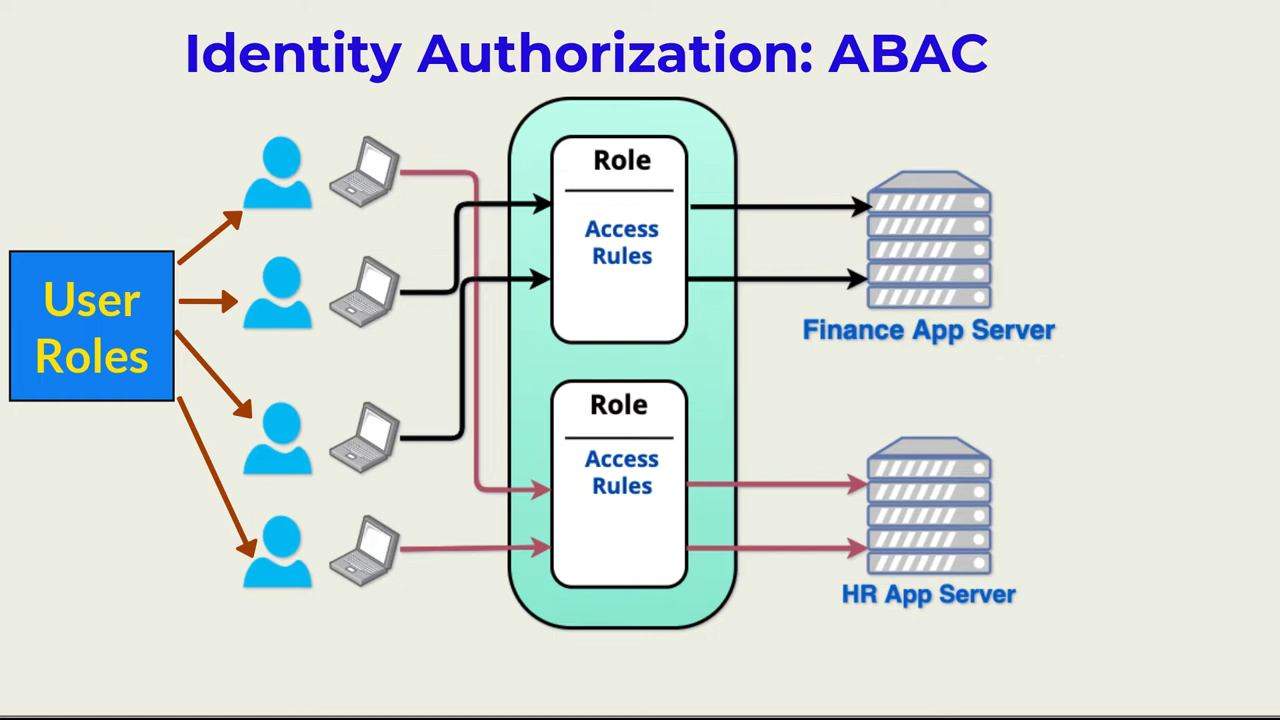 Identity Authorization: ABAC
User
Roles
Role
Access
Rules
Role
Access
Rules
Finance App Server
HR App Server